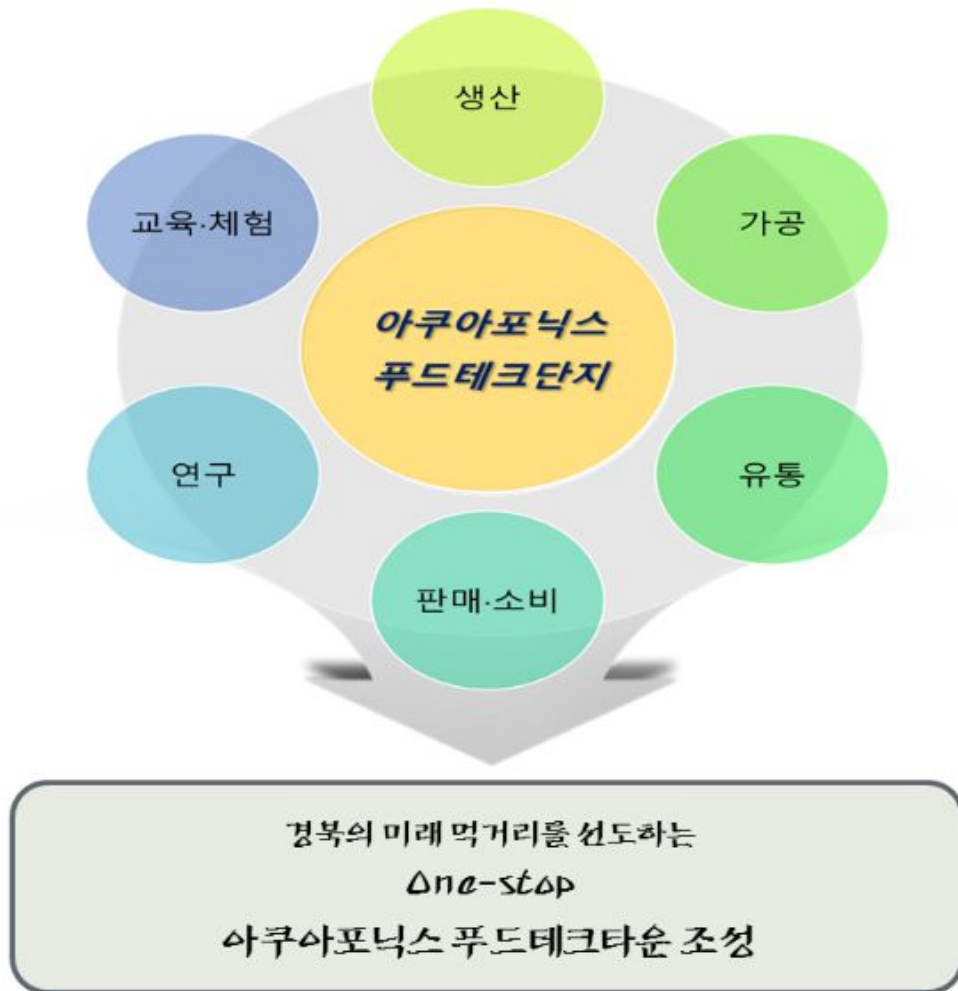 생산
교육·체험
가공
아쿠아포닉스
푸드테크단지
연구
유통
판매·소비
경북의 미래 먹거리를 선도하는
One-stop
아쿠아포닉스 푸드테크타운 조성